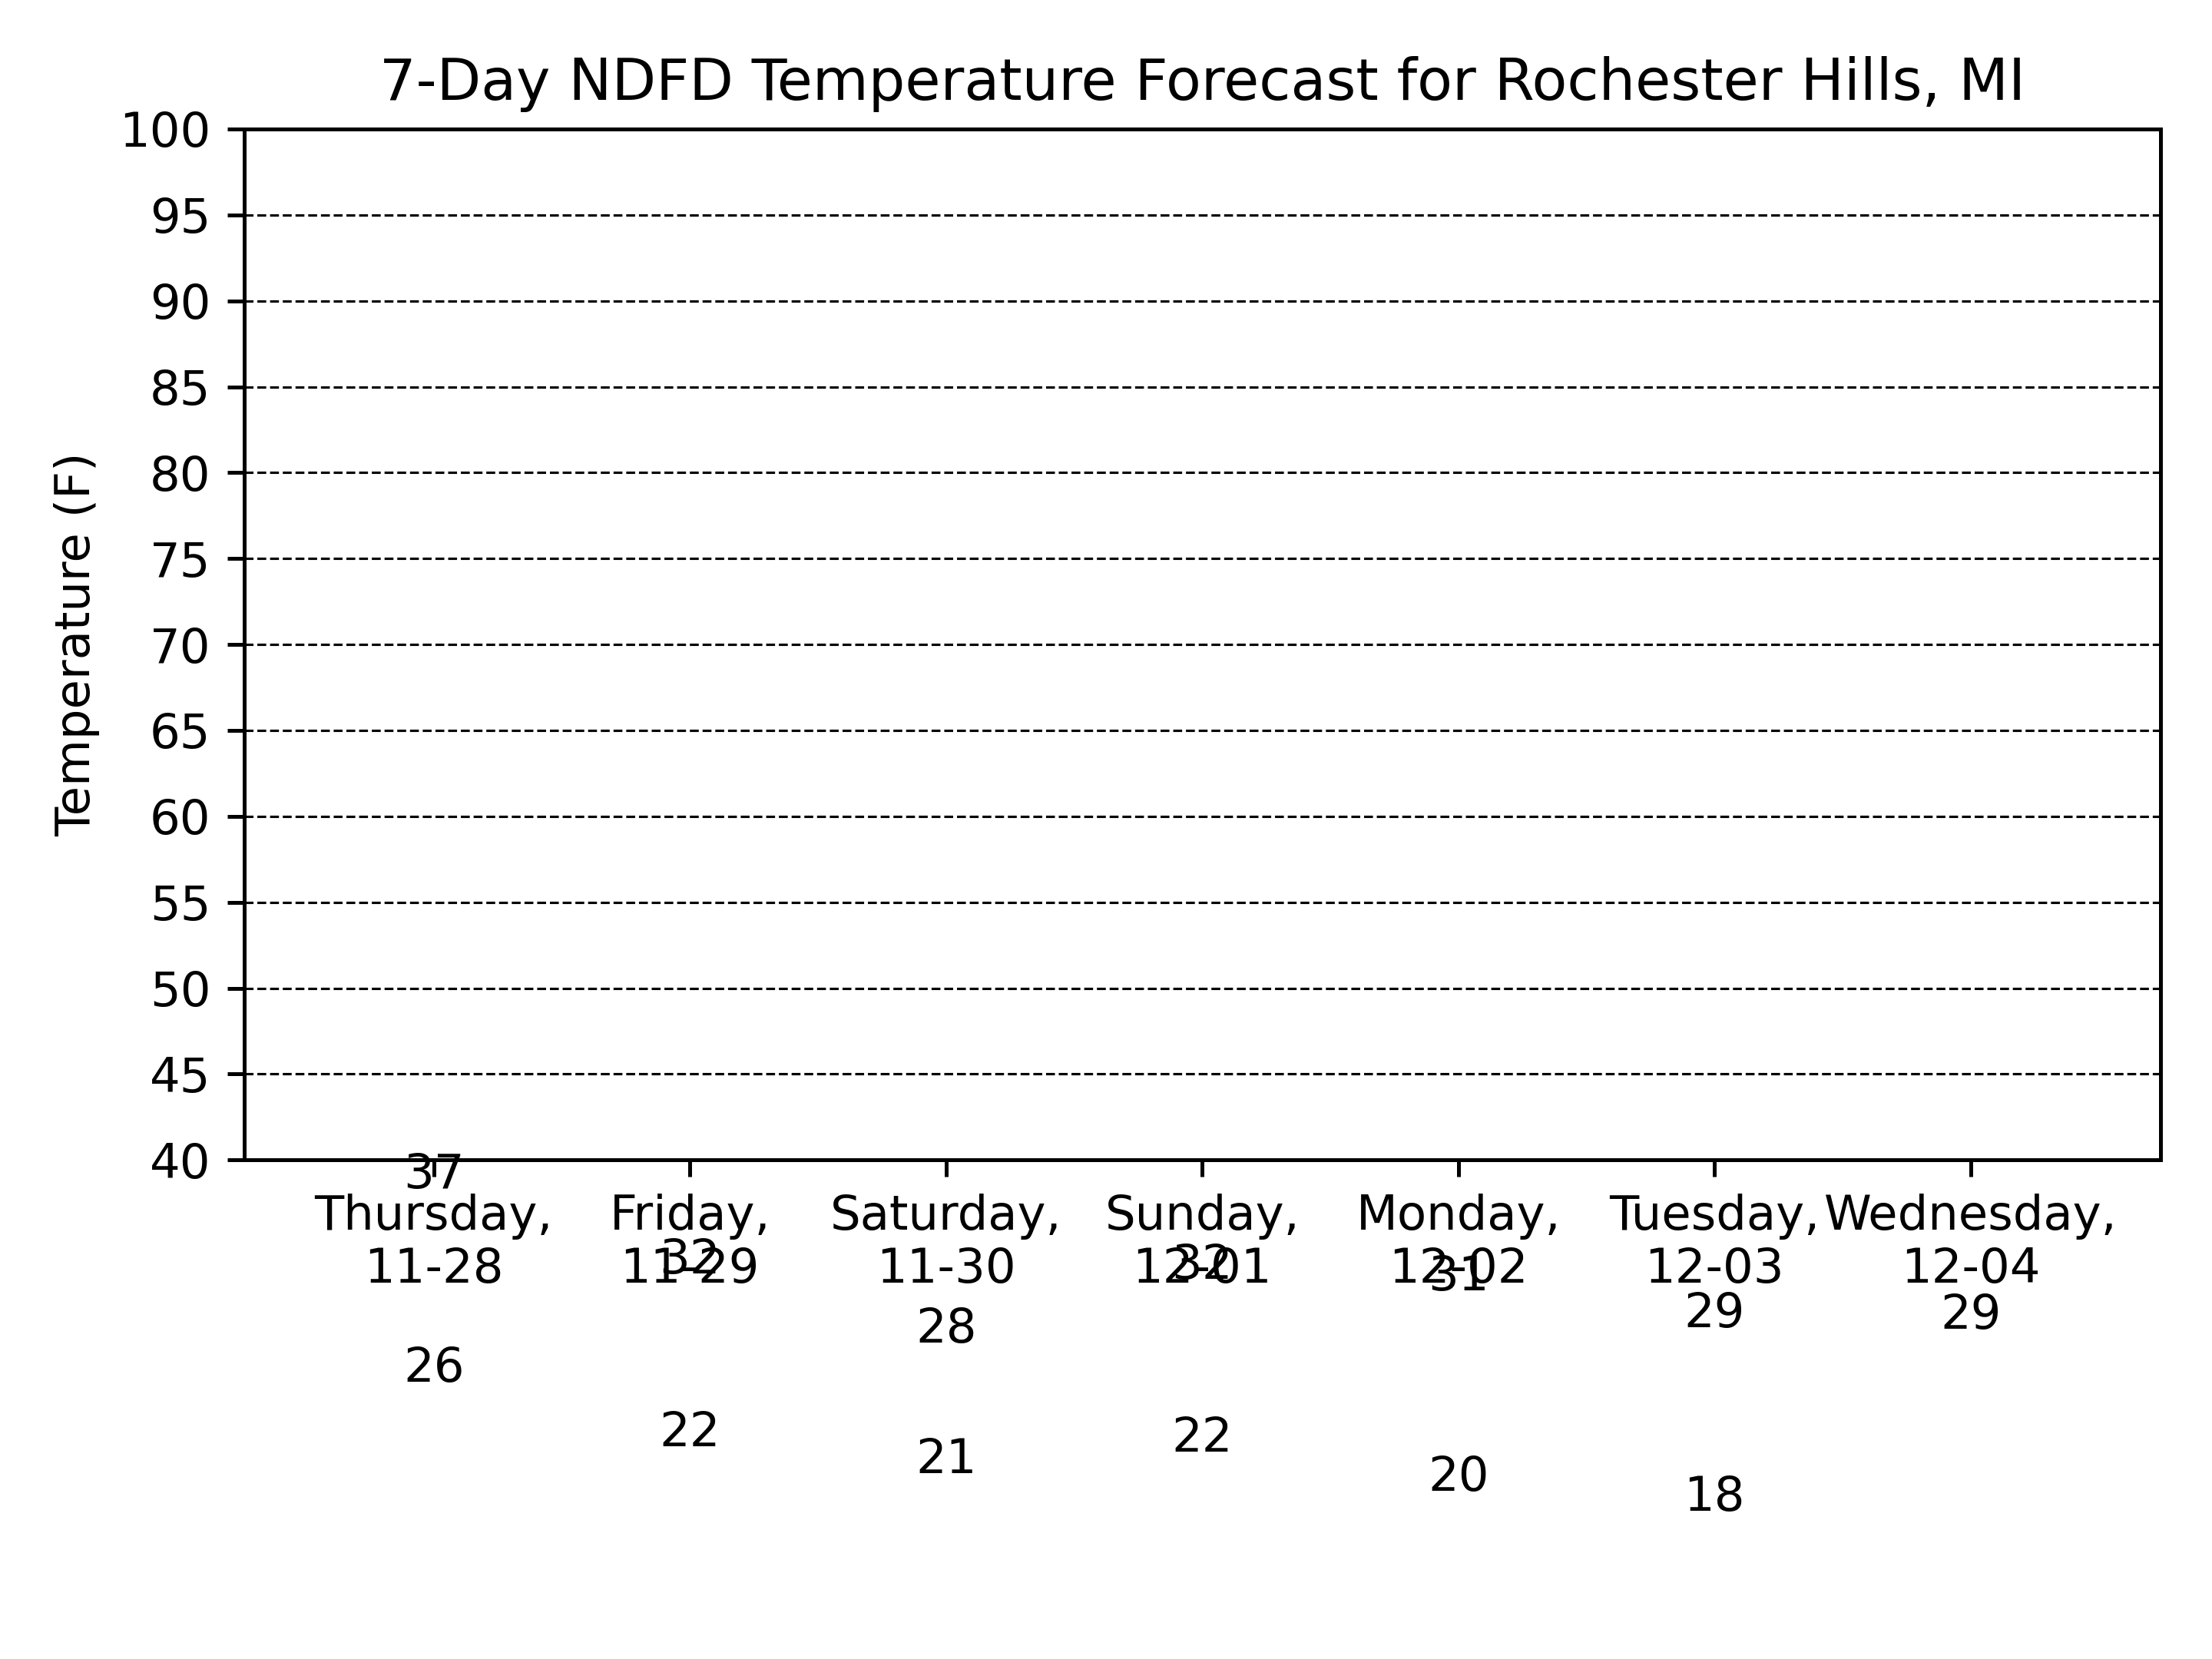 7-Day NDFD Temperature Forecast for Rochester Hills, MI
Temperature (F)
100
95
90
85
80
75
70
65
60
55
50
45
40
37
Thursday, Friday, Saturday, Sunday, Monday, Tuesday, Wednesday,
11-28 11-29 11-30 12-01 12-02 12-03 12-04
32 32 31
28 29 29
26
22 21 22 20 18